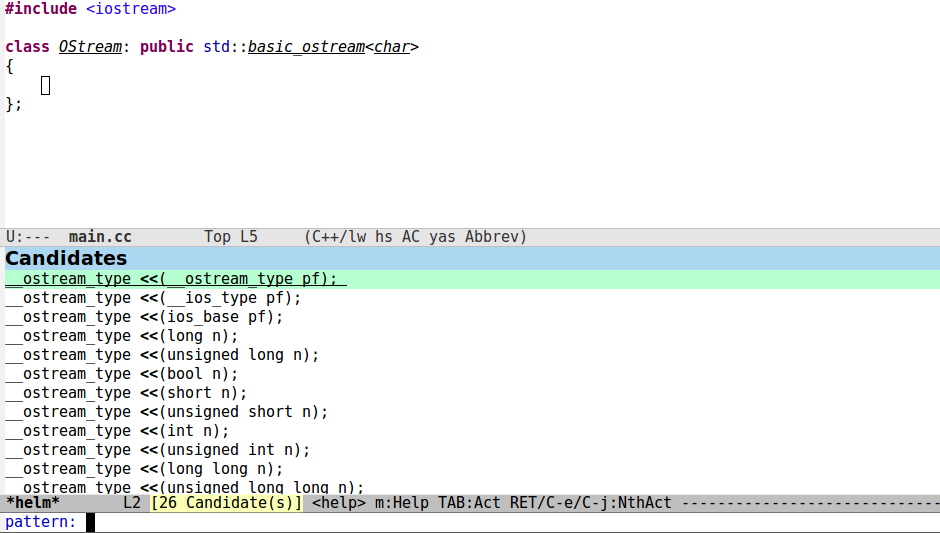 #include <iostream>
class OStream: public std::basic_ostream<char>
{
};
U:--- main.cc Top L5 (C++/lw hs AC yas Abbrev)
Candidates
__ostream_type <<(__ostream_type pf);
__ostream_type <<(__ios_type pf);
__ostream_type <<(ios_base pf);
__ostream_type <<(long n);
__ostream_type <<(unsigned long n);
__ostream_type <<(bool n);
__ostream_type <<(short n);
__ostream_type <<(unsigned short n);
__ostream_type <<(int n);
__ostream_type <<(unsigned int n);
__ostream_type <<(long long n);
__ostream_type <<(unsigned long long n);
*helm* L2 [26 Candidate(s)] <help> m:Help TAB:Act RET/C-e/C-j:NthAct -----------------------------
pattern: